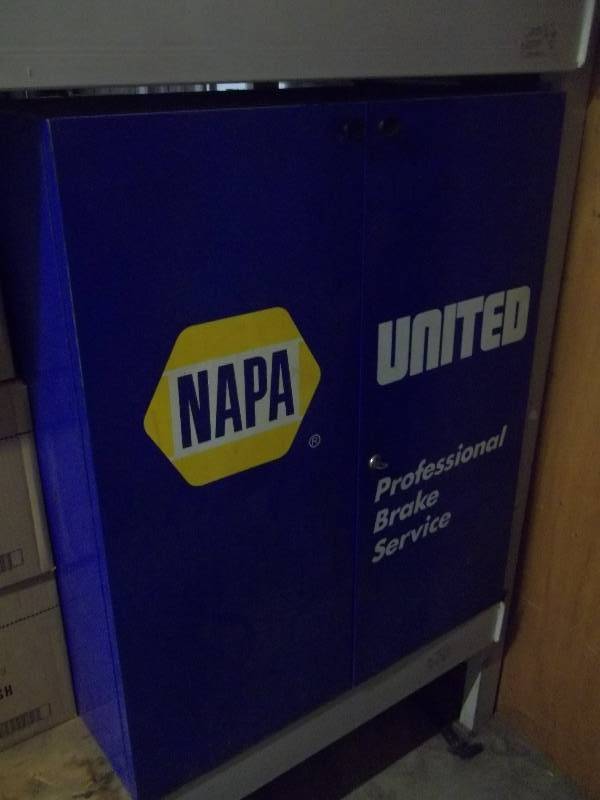 NAPA
®
UNITED
Professional
Brake
Service